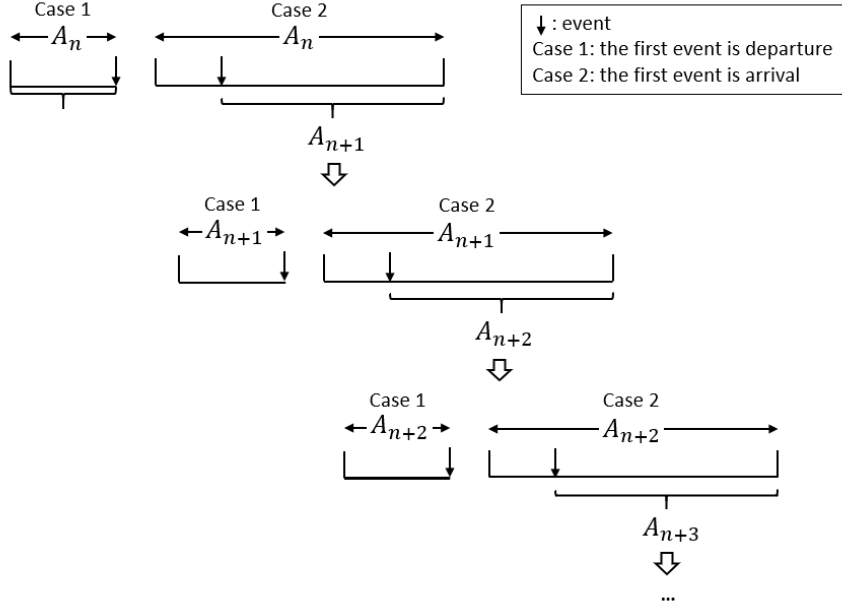 Case 1
Case 2
A_n
A_n
: event
Case 1: the first event is departure
Case 2: the first event is arrival
A_{n+1}
Case 1
Case 2
A_{n+1}
A_{n+1}
A_{n+2}
Case 1
Case 2
A_{n+2}
A_{n+2}
A_{n+3}
...